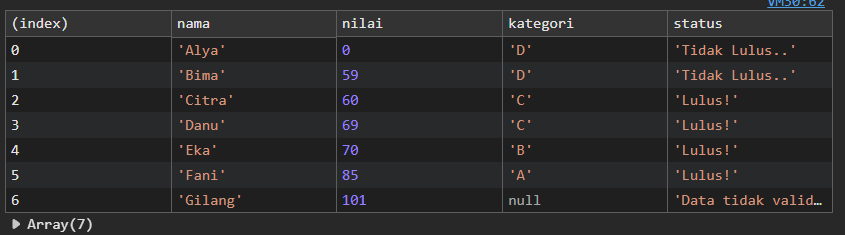 VM50:62
(index) nama nilai kategori status
0 'Alya' 0 'D' 'Tidak Lulus..'
1 'Bima' 59 'D' 'Tidak Lulus..'
2 'Citra' 60 'C' 'Lulus!'
3 'Danu' 69 'C' 'Lulus!'
4 'Eka' 70 'B' 'Lulus!'
5 'Fani' 85 'A' 'Lulus!'
6 'Gilang' 101 null 'Data tidak valid…
▶ Array(7)